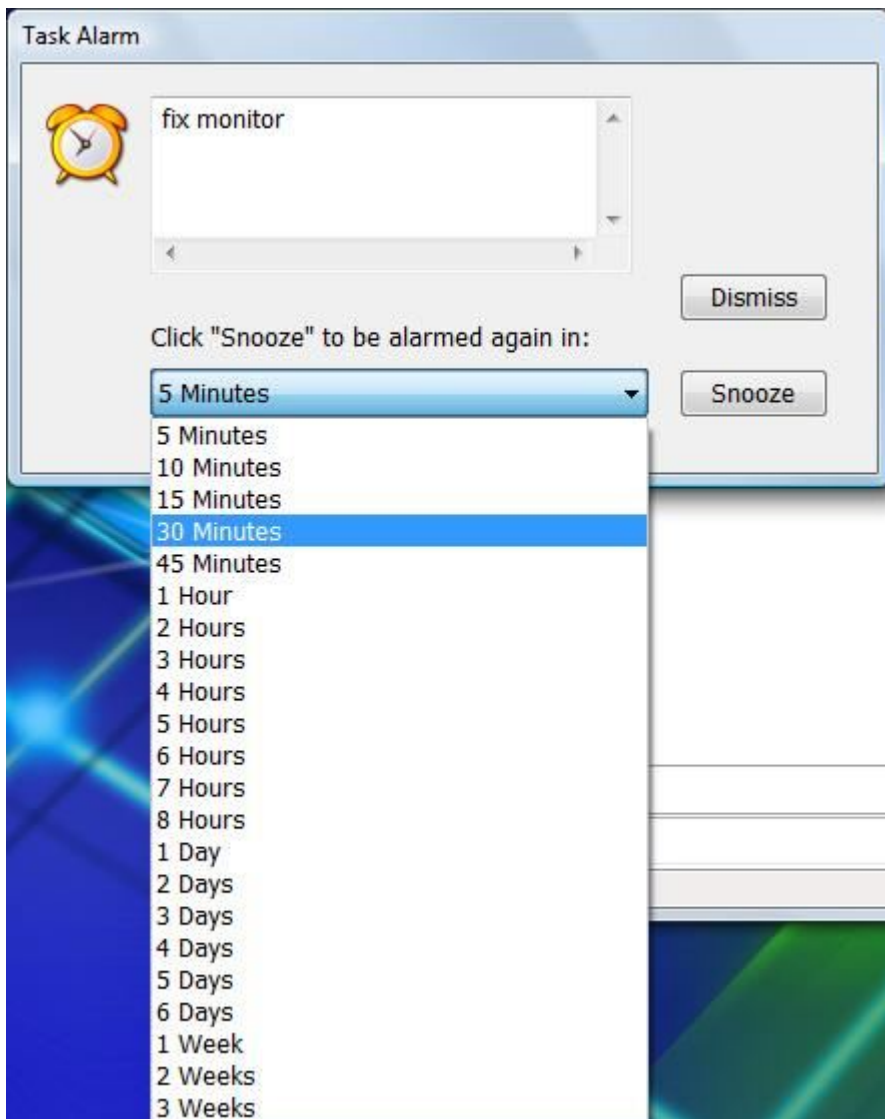 Task Alarm
fix monitor
Dismiss
Click "Snooze" to be alarmed again in:
5 Minutes
Snooze
5 Minutes
10 Minutes
15 Minutes
30 Minutes
45 Minutes
1 Hour
2 Hours
3 Hours
4 Hours
5 Hours
6 Hours
7 Hours
8 Hours
1 Day
2 Days
3 Days
4 Days
5 Days
6 Days
1 Week
2 Weeks
3 Weeks